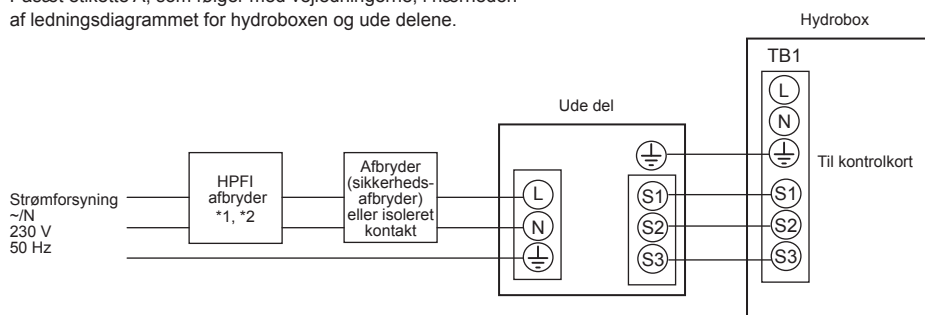 af ledningsdiagrammet for hydroboxen og ude delene.
Hydrobox
TB1
Ude del
L
N
Til kontrolkort
HPFI
afbryder
*1, *2
Afbryder
(sikkerheds-
afbryder)
eller isoleret
kontakt
Strømforsyning
~/N
230 V
50 Hz
L
N
S1
S2
S3
S1
S2
S3